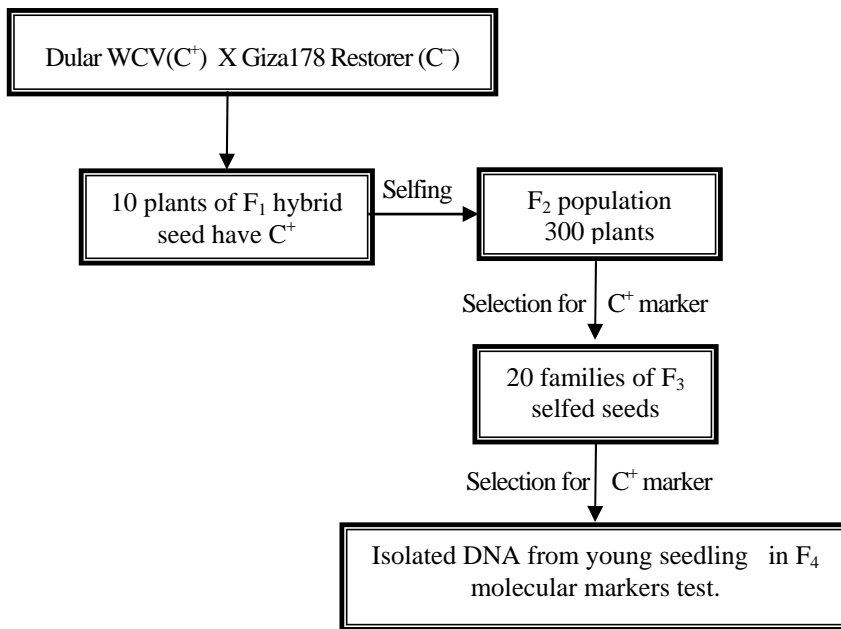 Dular WCV(C⁺) X Giza178 Restorer (C⁻)
10 plants of F₁ hybrid
seed have C⁺
Selfing
F₂ population
300 plants
Selection for C⁺ marker
20 families of F₃
selfed seeds
Selection for C⁺ marker
Isolated DNA from young seedling in F₄
molecular markers test.